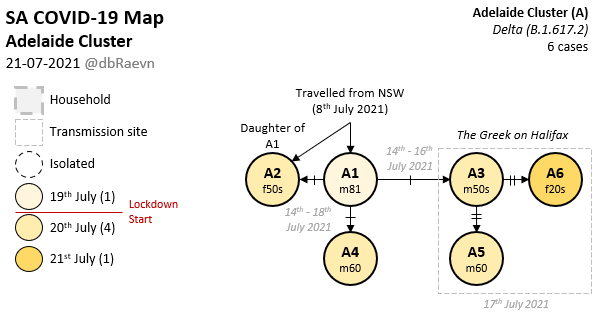 SA COVID-19 Map
Adelaide Cluster
21-07-2021 @dbRaevn
Adelaide Cluster (A)
Delta (B.1.617.2)
6 cases
Household
Transmission site
Isolated
19th July (1)
Lockdown
Start
20th July (4)
21st July (1)
Travelled from NSW
(8th July 2021)
Daughter of
A1
The Greek on Halifax
14th - 16th
July 2021
A2
f50s
A1
m81
A3
m50s
A6
f20s
14th - 18th
July 2021
A4
m60
A5
m60
17th July 2021